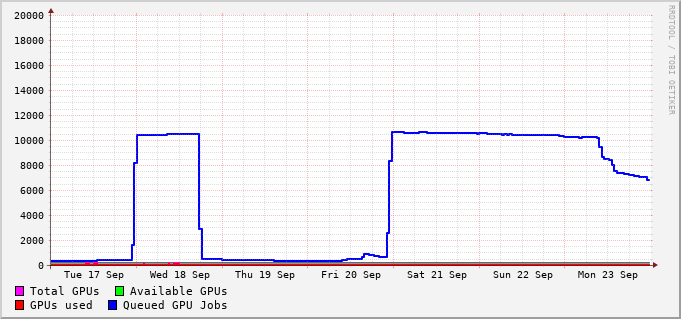 20000
18000
16000
14000
12000
10000
8000
6000
4000
2000
0
Tue 17 Sep Wed 18 Sep Thu 19 Sep Fri 20 Sep Sat 21 Sep Sun 22 Sep Mon 23 Sep
Total GPUs Available GPUs
GPUs used Queued GPU Jobs
RRDTOOL / TOBI OETIKER